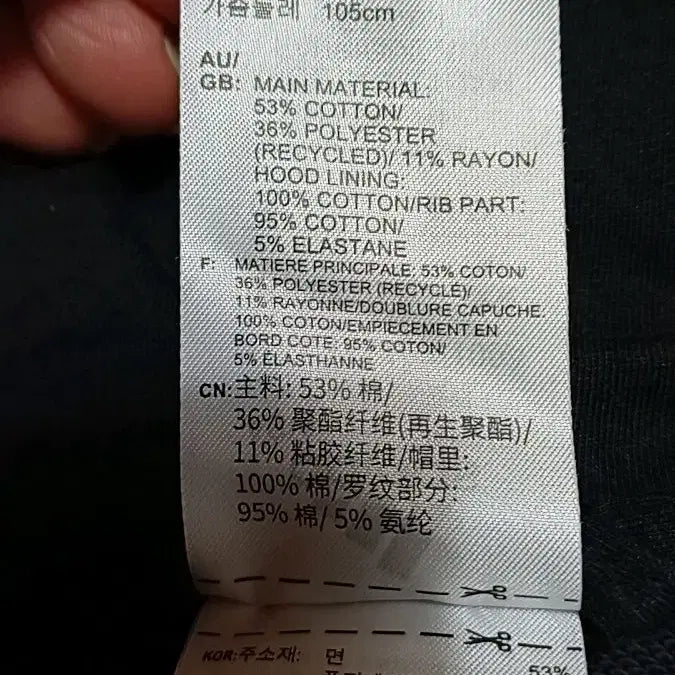 가슴둘레 105cm
AU/
GB: MAIN MATERIAL:
53% COTTON/
36% POLYESTER
(RECYCLED)/ 11% RAYON/
HOOD LINING:
100% COTTON/RIB PART:
95% COTTON/
5% ELASTANE
F: MATIERE PRINCIPALE: 53% COTON/
36% POLYESTER (RECYCLE)/
11% RAYONNE/DOUBLURE CAPUCHE:
100% COTON/EMPIECEMENT EN
BORD COTE: 95% COTON/
5% ELASTHANNE
CN:主料: 53% 棉/
36% 聚酯纤维(再生聚酯)/
11% 粘胶纤维/帽里:
100% 棉/罗纹部分:
95% 棉/ 5% 氨纶
KOR:주소재: 면
53%